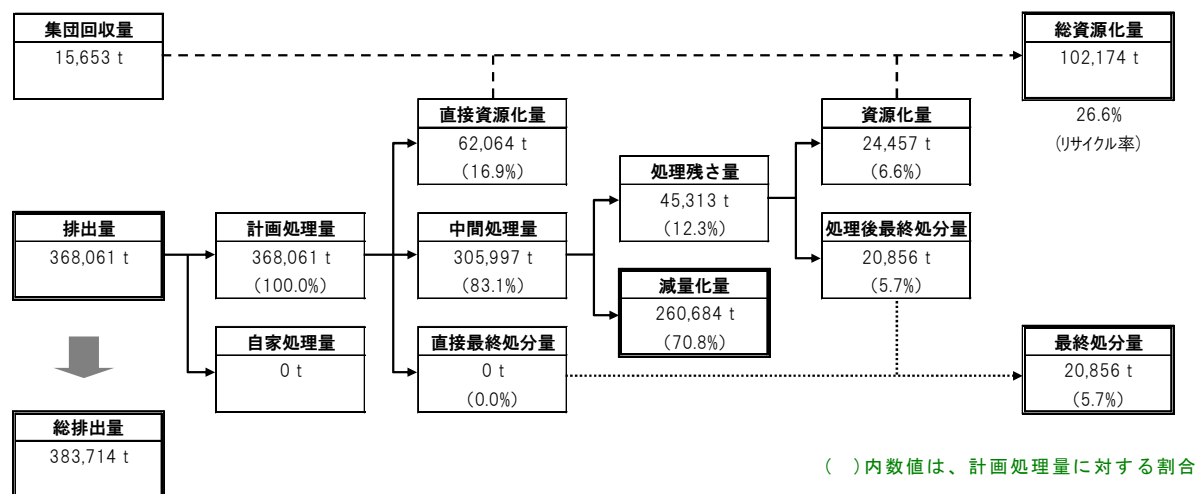 集団回収量
15,653 t
総資源化量
102,174 t
26.6%
(リサイクル率)
直接資源化量
62,064 t
(16.9%)
資源化量
24,457 t
(6.6%)
処理残さ量
45,313 t
(12.3%)
排出量
368,061 t
計画処理量
368,061 t
(100.0%)
中間処理量
305,997 t
(83.1%)
処理後最終処分量
20,856 t
(5.7%)
減量化量
260,684 t
(70.8%)
自家処理量
0 t
直接最終処分量
0 t
(0.0%)
最終処分量
20,856 t
(5.7%)
総排出量
383,714 t
(　)内数値は、計画処理量に対する割合